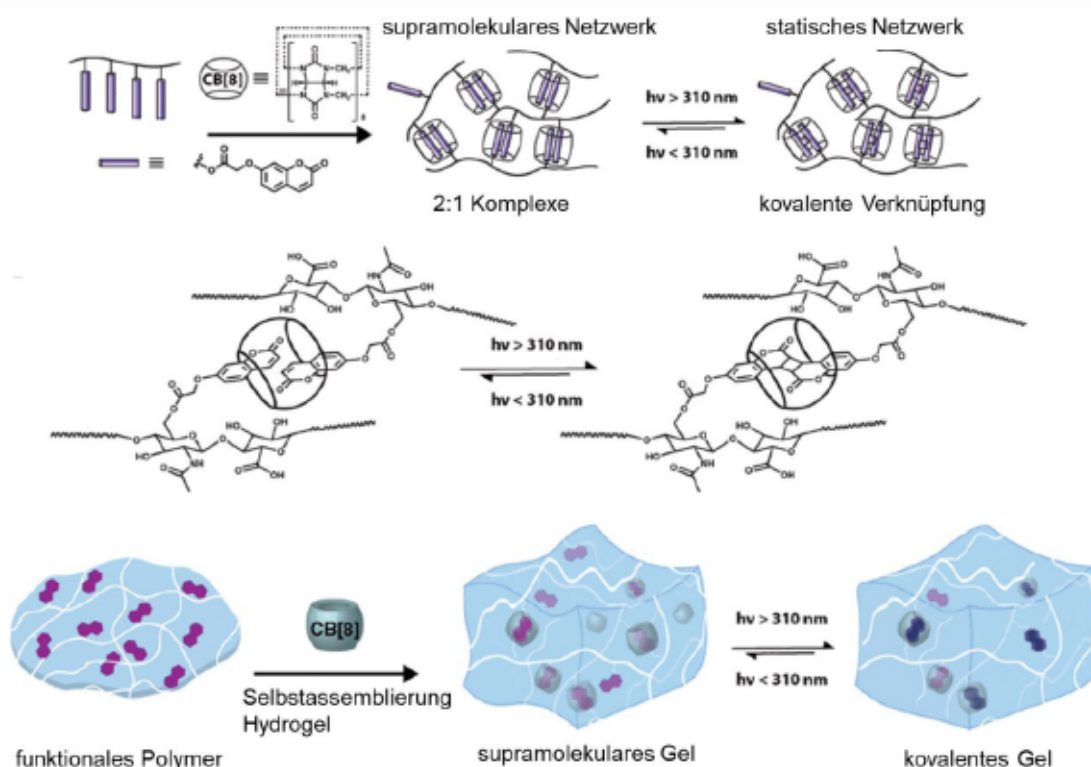 supramolekulares Netzwerk
statisches Netzwerk
CB[8]
hν > 310 nm
hν < 310 nm
2:1 Komplexe
kovalente Verknüpfung
hν > 310 nm
hν < 310 nm
CB[8]
Selbstassemblierung
Hydrogel
hν > 310 nm
hν < 310 nm
funktionales Polymer
supramolekulares Gel
kovalentes Gel